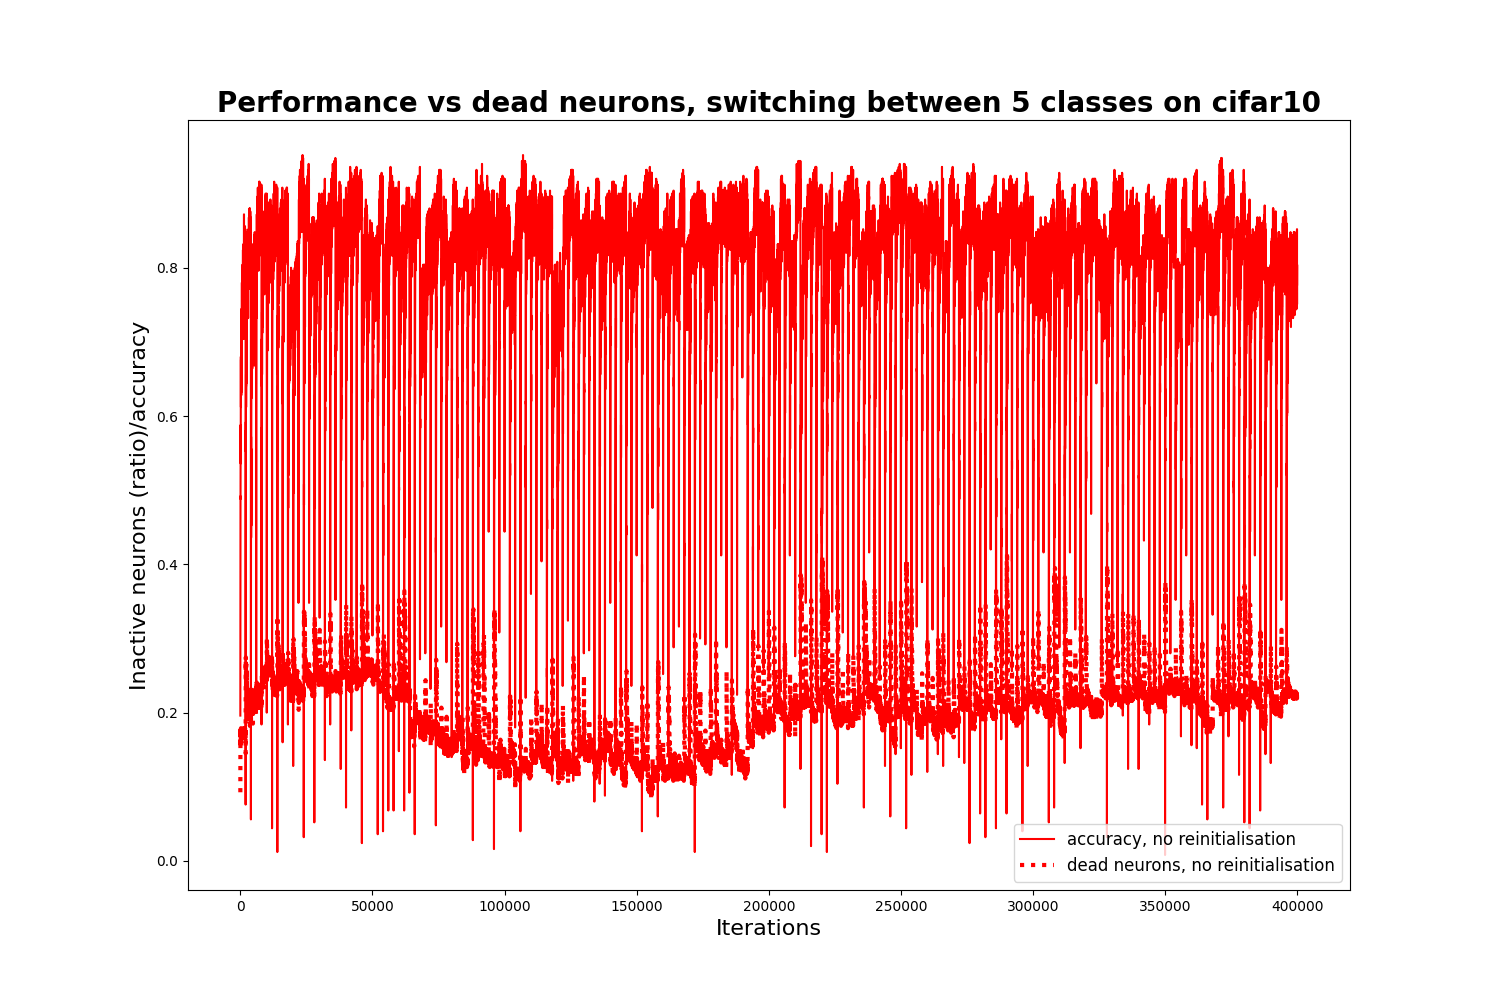 Performance vs dead neurons, switching between 5 classes on cifar10
Inactive neurons (ratio)/accuracy
0.8
0.6
0.4
0.2
0.0
accuracy, no reinitialisation
dead neurons, no reinitialisation
0 50000 100000 150000 200000 250000 300000 350000 400000
Iterations